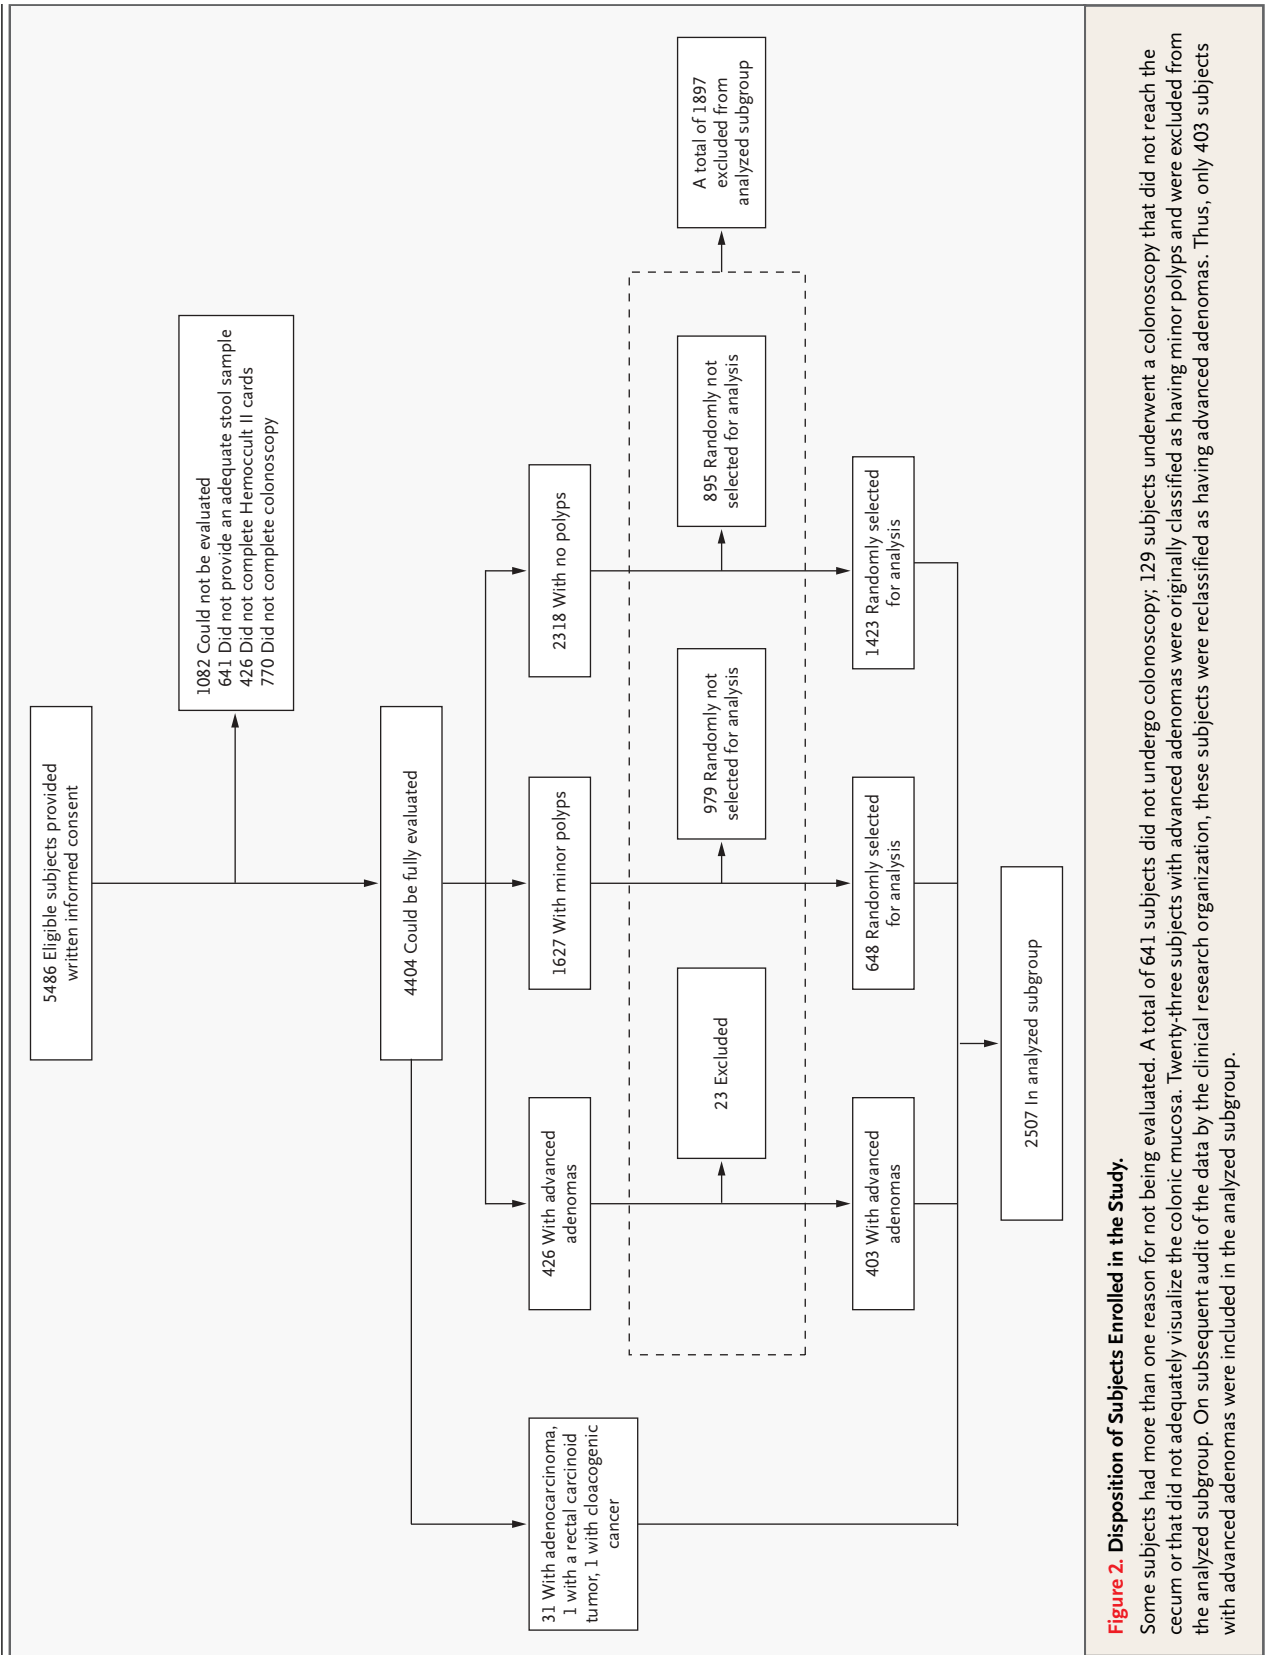 5486 Eligible subjects provided
written informed consent
1082 Could not be evaluated
641 Did not provide an adequate stool sample
426 Did not complete Hemoccult II cards
770 Did not complete colonoscopy
4404 Could be fully evaluated
31 With adenocarcinoma,
1 with a rectal carcinoid
tumor, 1 with cloacogenic
cancer
426 With advanced
adenomas
1627 With minor polyps
2318 With no polyps
23 Excluded
979 Randomly not
selected for analysis
895 Randomly not
selected for analysis
A total of 1897
excluded from
analyzed subgroup
403 With advanced
adenomas
648 Randomly selected
for analysis
1423 Randomly selected
for analysis
2507 In analyzed subgroup
Figure 2. Disposition of Subjects Enrolled in the Study.
Some subjects had more than one reason for not being evaluated. A total of 641 subjects did not undergo colonoscopy; 129 subjects underwent a colonoscopy that did not reach the
cecum or that did not adequately visualize the colonic mucosa. Twenty-three subjects with advanced adenomas were originally classified as having minor polyps and were excluded from
the analyzed subgroup. On subsequent audit of the data by the clinical research organization, these subjects were reclassified as having advanced adenomas. Thus, only 403 subjects
with advanced adenomas were included in the analyzed subgroup.